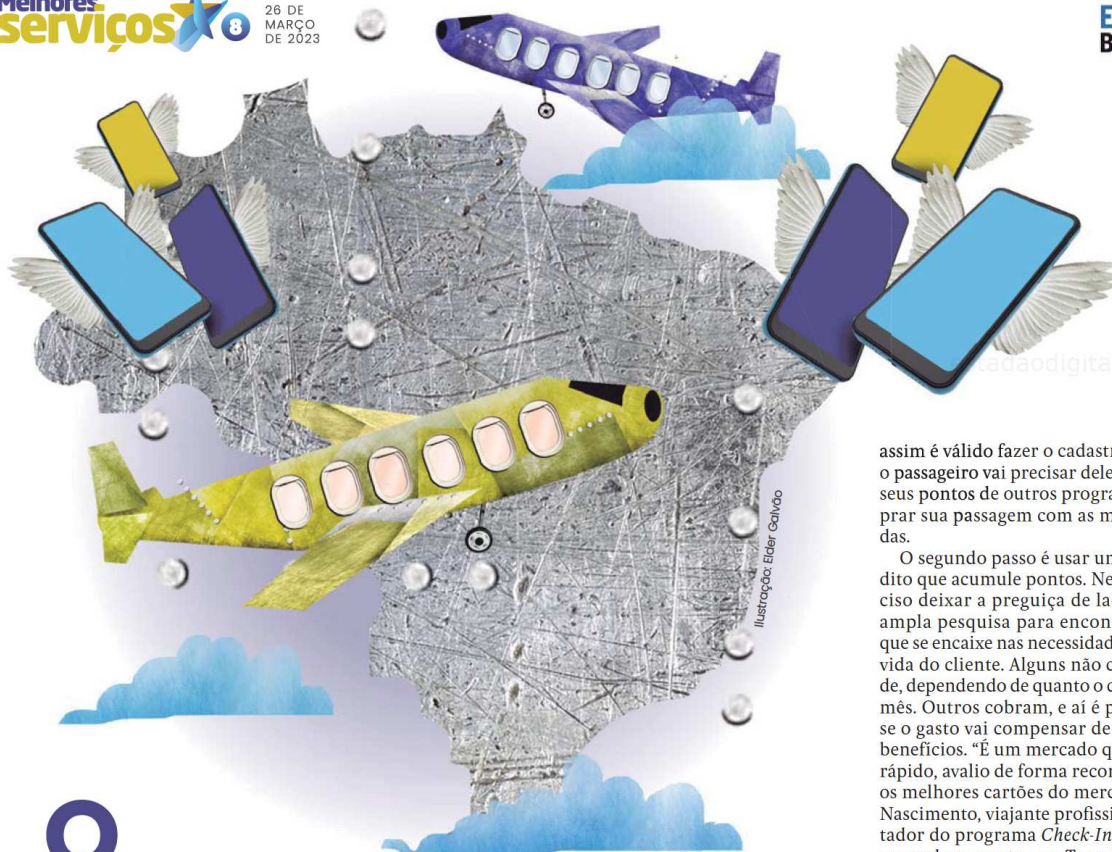 Melhores
serviços
8
26 DE
MARÇO
DE 2023
E
B
Ilustração: Elder Galvão
assim é válido fazer o cadastr
o passageiro vai precisar dele
seus pontos de outros progra
prar sua passagem com as m
das.
O segundo passo é usar un
dito que acumule pontos. Ne
ciso deixar a preguiça de la
ampla pesquisa para encon
que se encaixe nas necessidad
vida do cliente. Alguns não c
de, dependendo de quanto o c
mês. Outros cobram, e aí é p
se o gasto vai compensar de
benefícios. “É um mercado q
rápido, avalio de forma recor
os melhores cartões do merc
Nascimento, viajante profissi
tador do programa Check-In
O